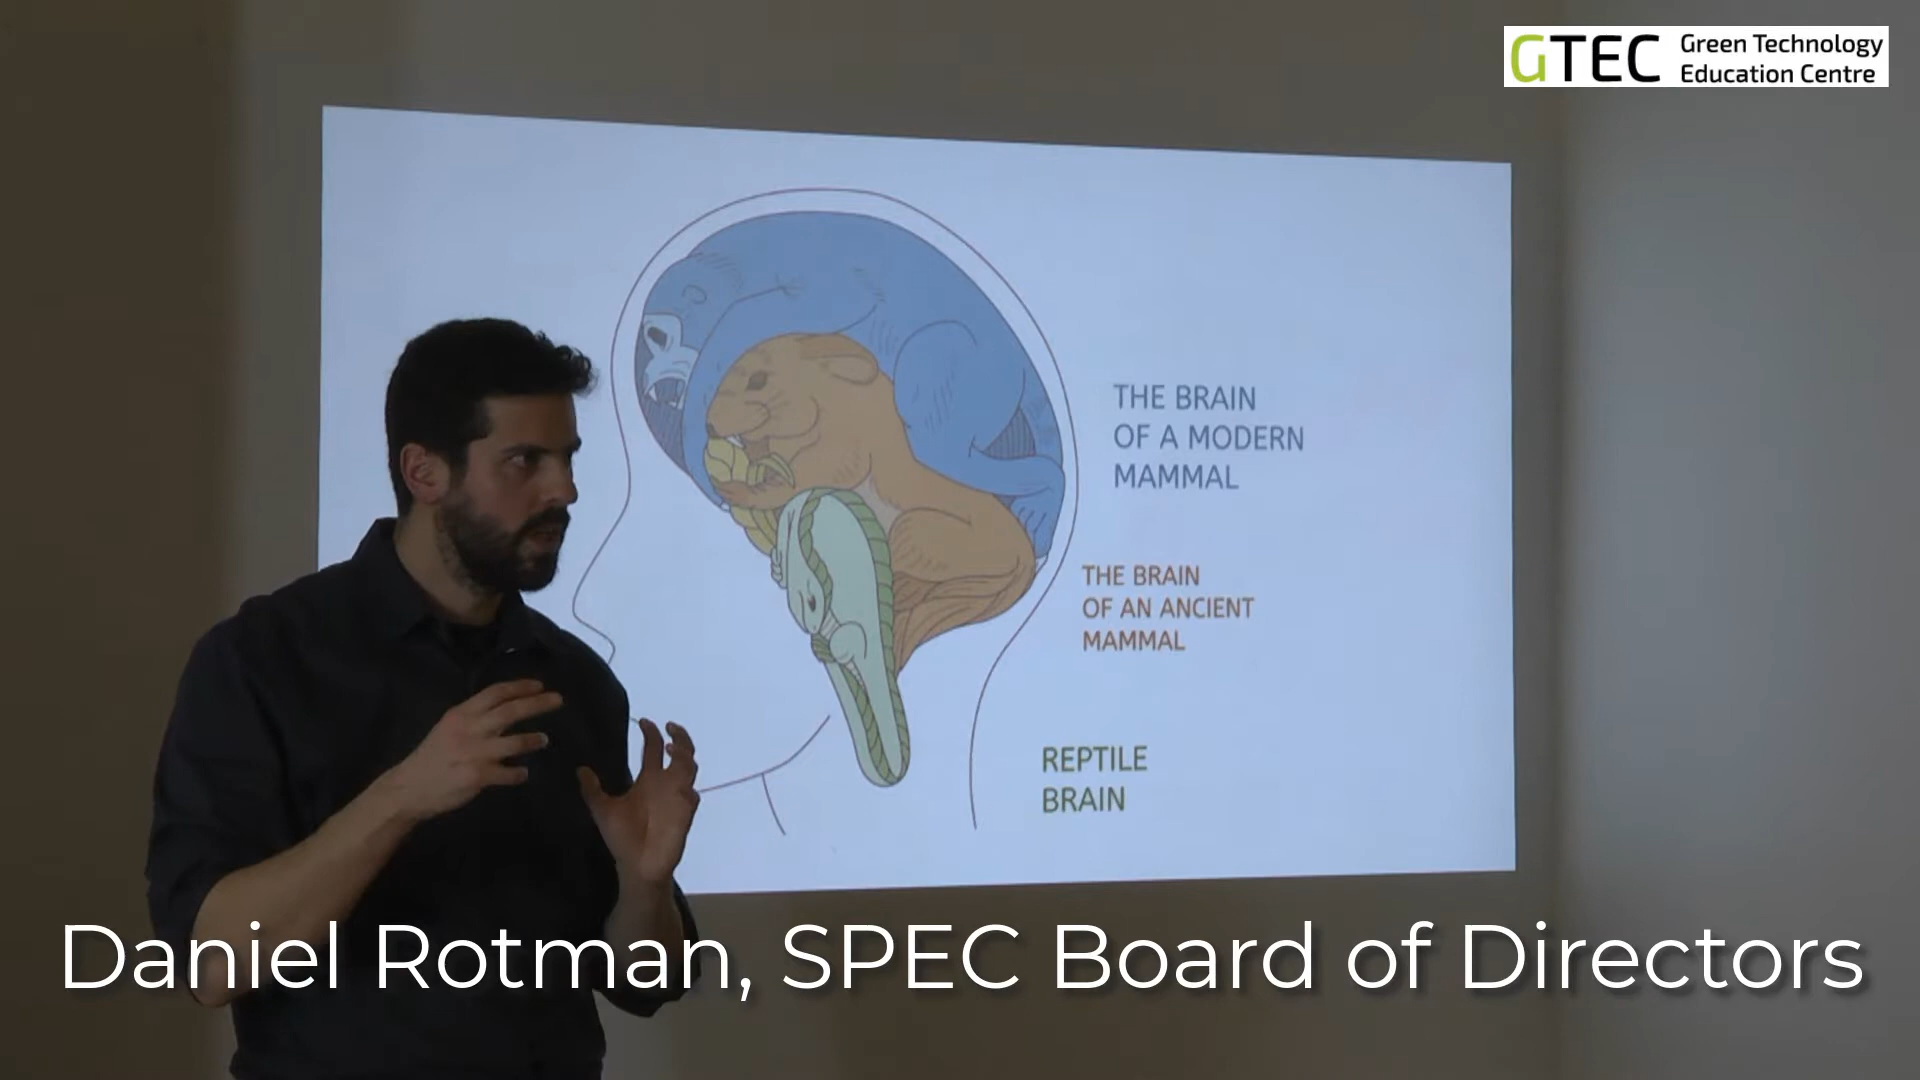 GTEC
Green Technology
Education Centre
THE BRAIN
OF A MODERN
MAMMAL
THE BRAIN
OF AN ANCIENT
MAMMAL
REPTILE
BRAIN
Daniel Rotman, SPEC Board of Directors